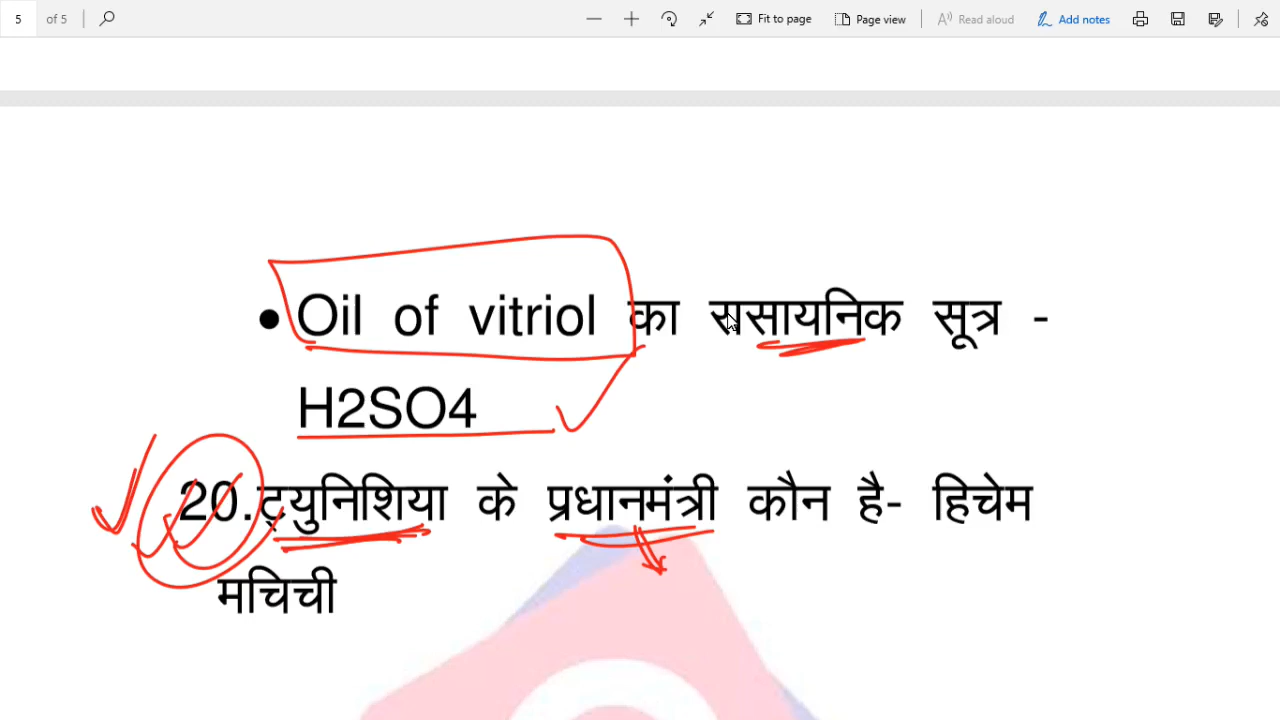 5 of 5 Fit to page Page view Read aloud Add notes
• Oil of vitriol का रासायनिक सूत्र -
H2SO4
20.ट्युनिशिया के प्रधानमंत्री कौन है- हिचेम
मचिची